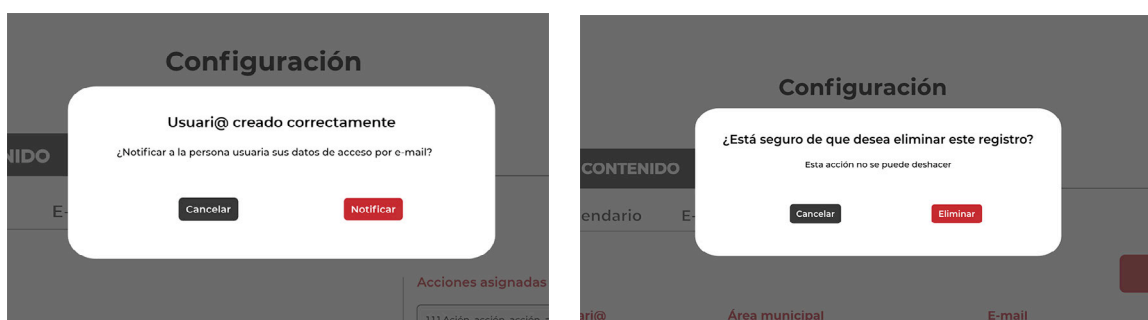 Configuración
Usuari@ creado correctamente
NIDO
¿Notificar a la persona usuaria sus datos de acceso por e-mail?
E-
Cancelar
Notificar
Acciones asignadas
Configuración
¿Está seguro de que desea eliminar este registro?
CONTENIDO
Esta acción no se puede deshacer
endario
E-
Cancelar
Eliminar
ari@
Área municipal
E-mail